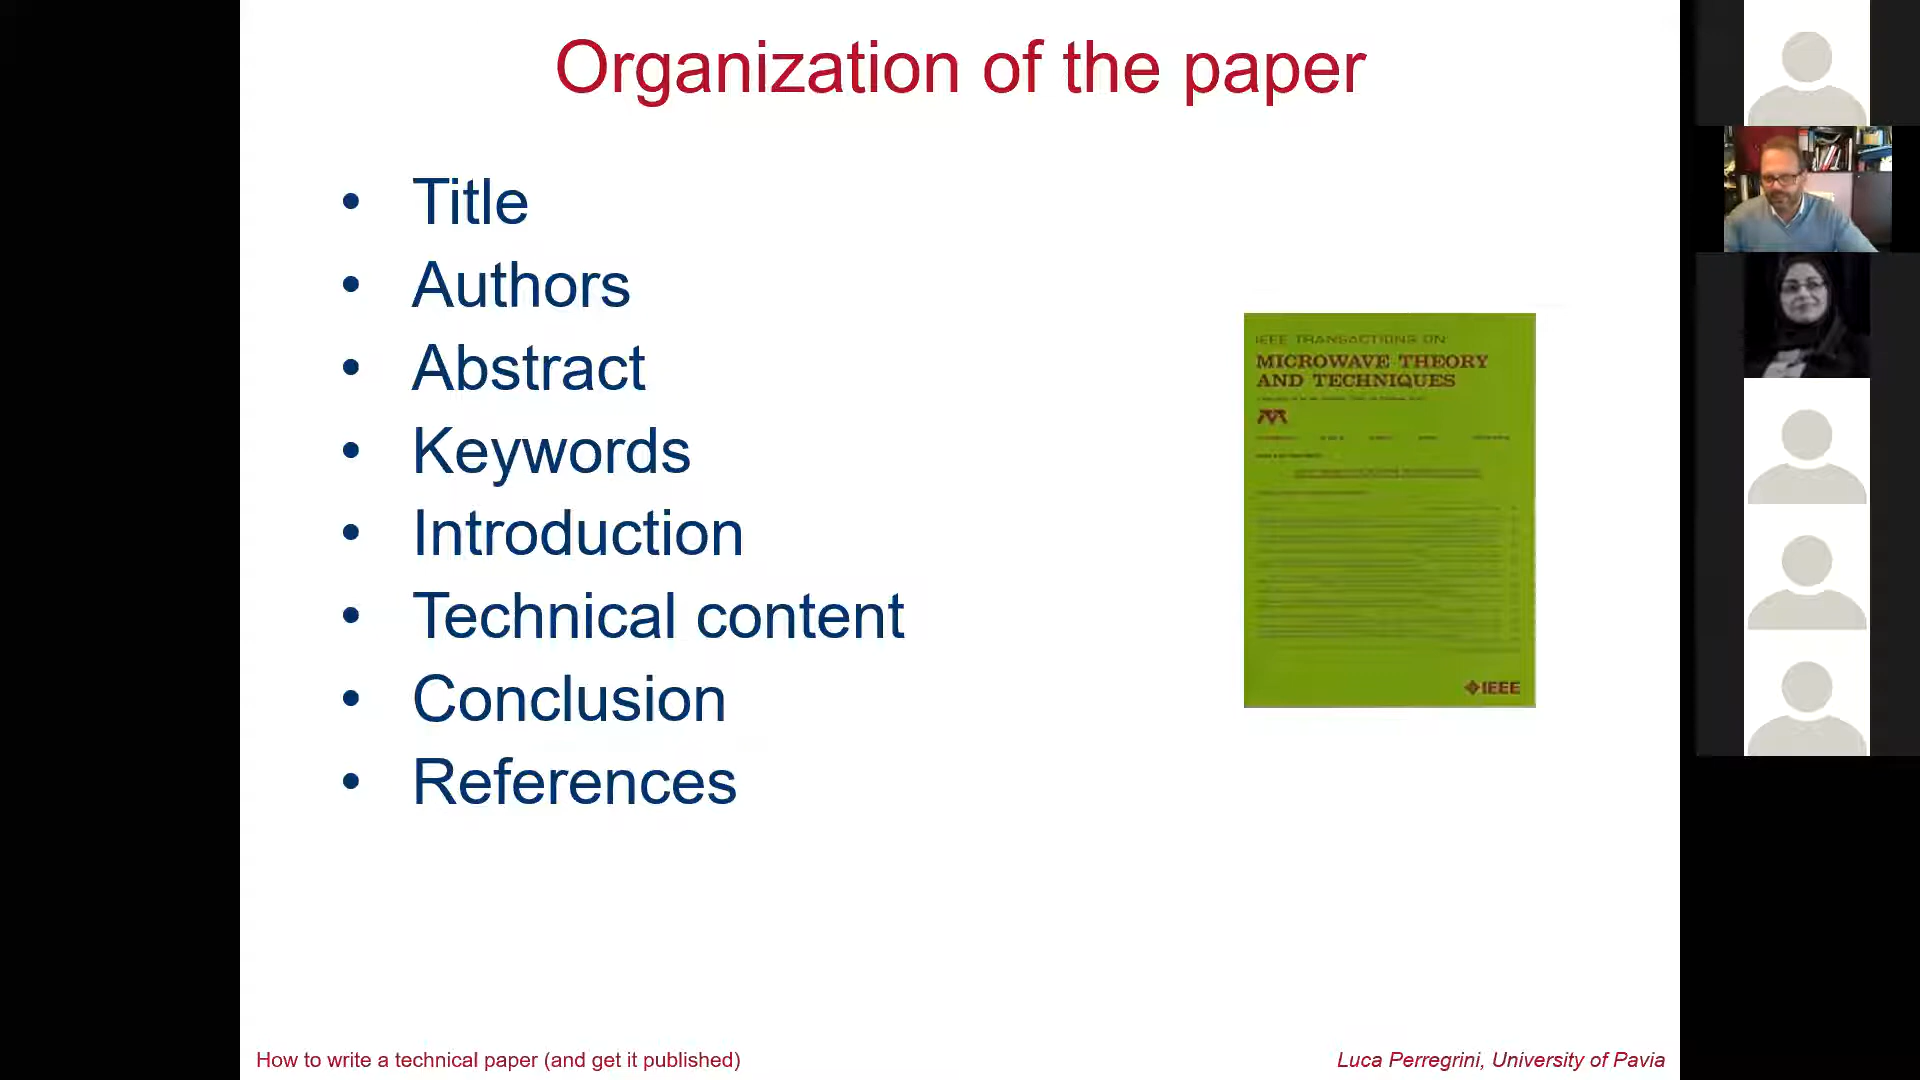 Organization of the paper
• Title
• Authors
• Abstract
• Keywords
• Introduction
• Technical content
• Conclusion
• References
IEEE TRANSACTIONS ON
MICROWAVE THEORY
AND TECHNIQUES
IEEE
How to write a technical paper (and get it published)
Luca Perregrini, University of Pavia